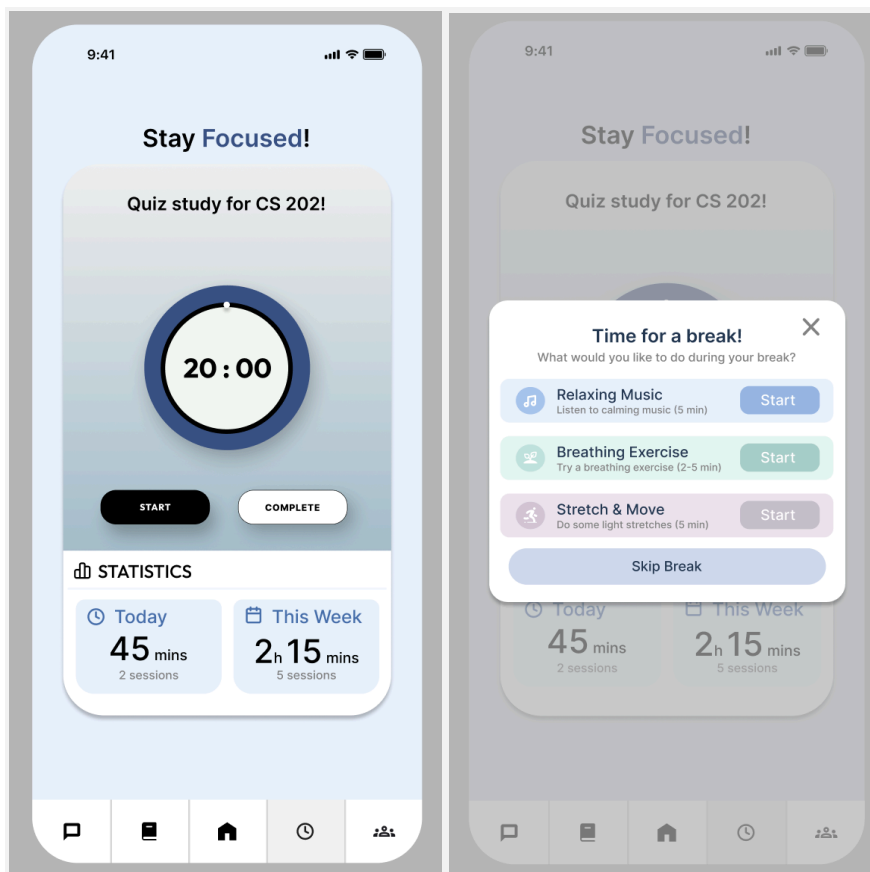 9:41
Stay Focused!
Quiz study for CS 202!
20 : 00
START
COMPLETE
STATISTICS
Today
45 mins
2 sessions
This Week
2h 15 mins
5 sessions
9:41
Stay Focused!
Quiz study for CS 202!
Time for a break!
What would you like to do during your break?
Relaxing Music
Listen to calming music (5 min)
Start
Breathing Exercise
Try a breathing exercise (2-5 min)
Start
Stretch & Move
Do some light stretches (5 min)
Start
Skip Break
Today
45 mins
2 sessions
This Week
2h 15 mins
5 sessions